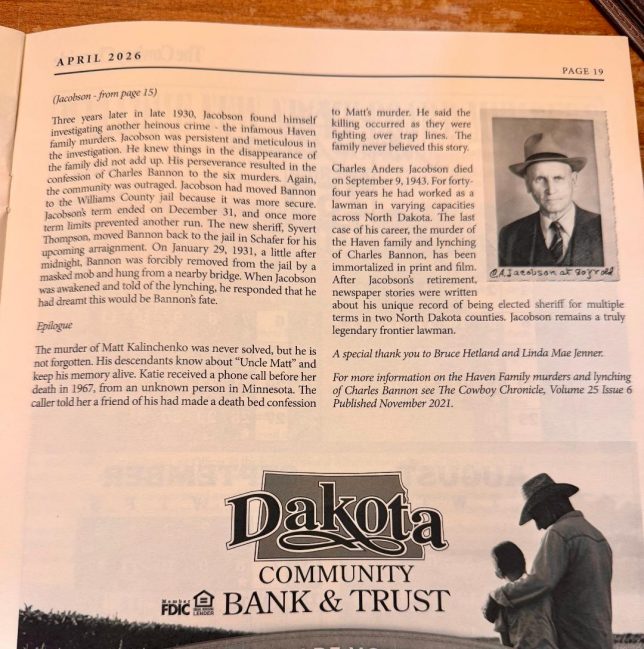 APRIL 2026
PAGE 19
(Jacobson - from page 15)
Three years later in late 1930, Jacobson found himself
investigating another heinous crime - the infamous Haven
family murders. Jacobson was persistent and meticulous in
the investigation. He knew things in the disappearance of
the family did not add up. His perseverance resulted in the
confession of Charles Bannon to the six murders. Again,
the community was outraged. Jacobson had moved Bannon
to the Williams County jail because it was more secure.
Jacobson's term ended on December 31, and once more
term limits prevented another run. The new sheriff, Syvert
Thompson, moved Bannon back to the jail in Schafer for his
upcoming arraignment. On January 29, 1931, a little after
midnight, Bannon was forcibly removed from the jail by a
masked mob and hung from a nearby bridge. When Jacobson
was awakened and told of the lynching, he responded that he
had dreamt this would be Bannon's fate.
Epilogue
The murder of Matt Kalinchenko was never solved, but he is
not forgotten. His descendants know about "Uncle Matt" and
keep his memory alive. Katie received a phone call before her
death in 1967, from an unknown person in Minnesota. The
caller told her a friend of his had made a death bed confession
to Matt's murder. He said the
killing occurred as they were
fighting over trap lines. The
family never believed this story.
Charles Anders Jacobson died
on September 9, 1943. For forty-
four years he had worked as a
lawman in varying capacities
across North Dakota. The last
case of his career, the murder of
the Haven family and lynching
of Charles Bannon, has been
immortalized in print and film.
After Jacobson's retirement,
newspaper stories were written
about his unique record of being elected sheriff for multiple
terms in two North Dakota counties. Jacobson remains a truly
legendary frontier lawman.
A special thank you to Bruce Hetland and Linda Mae Jenner.
For more information on the Haven Family murders and lynching
of Charles Bannon see The Cowboy Chronicle, Volume 25 Issue 6
Published November 2021.
C.A. Jacobson at 80 yr old
Dakota
COMMUNITY
BANK & TRUST
Member
FDIC
LENDER